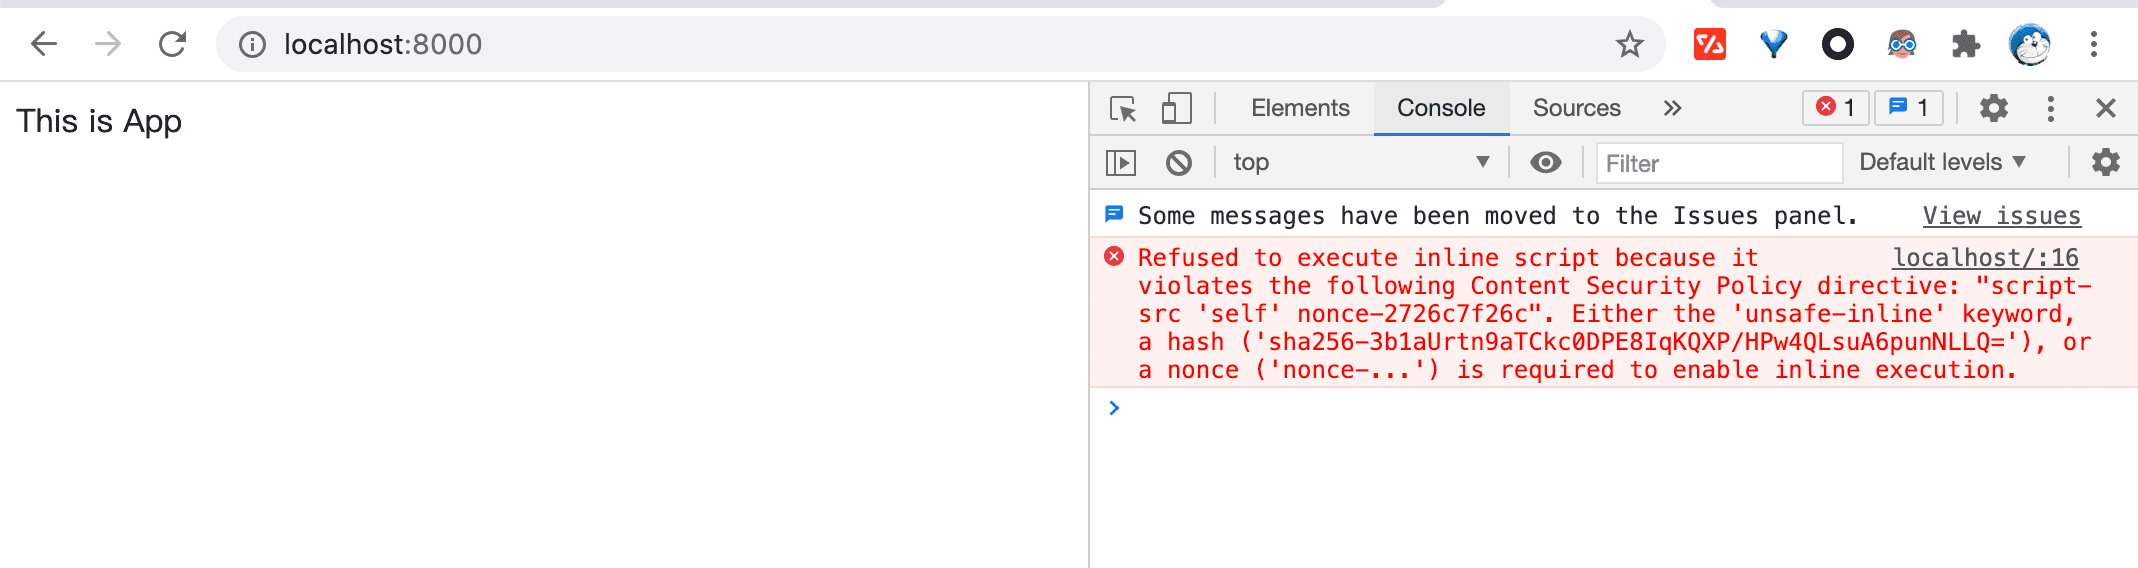 localhost:8000
This is App
Elements Console Sources » 1 1
top Filter Default levels
Some messages have been moved to the Issues panel. View issues
Refused to execute inline script because it localhost/:16
violates the following Content Security Policy directive: "script-
src 'self' nonce-2726c7f26c". Either the 'unsafe-inline' keyword,
a hash ('sha256-3b1aUrtn9aTCkc0DPE8IqKQXP/HPw4QLsuA6punNLLQ='), or
a nonce ('nonce-...') is required to enable inline execution.